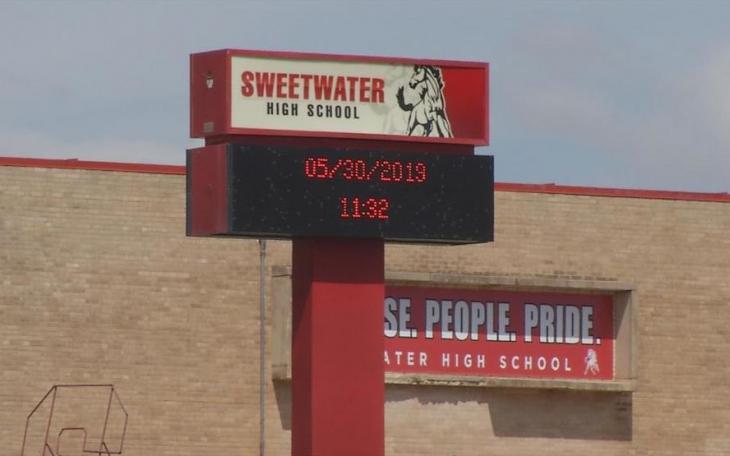 SWEETWATER
HIGH SCHOOL
05/30/2019
11:32
SE. PEOPLE. PRIDE.
ATER HIGH SCHOOL